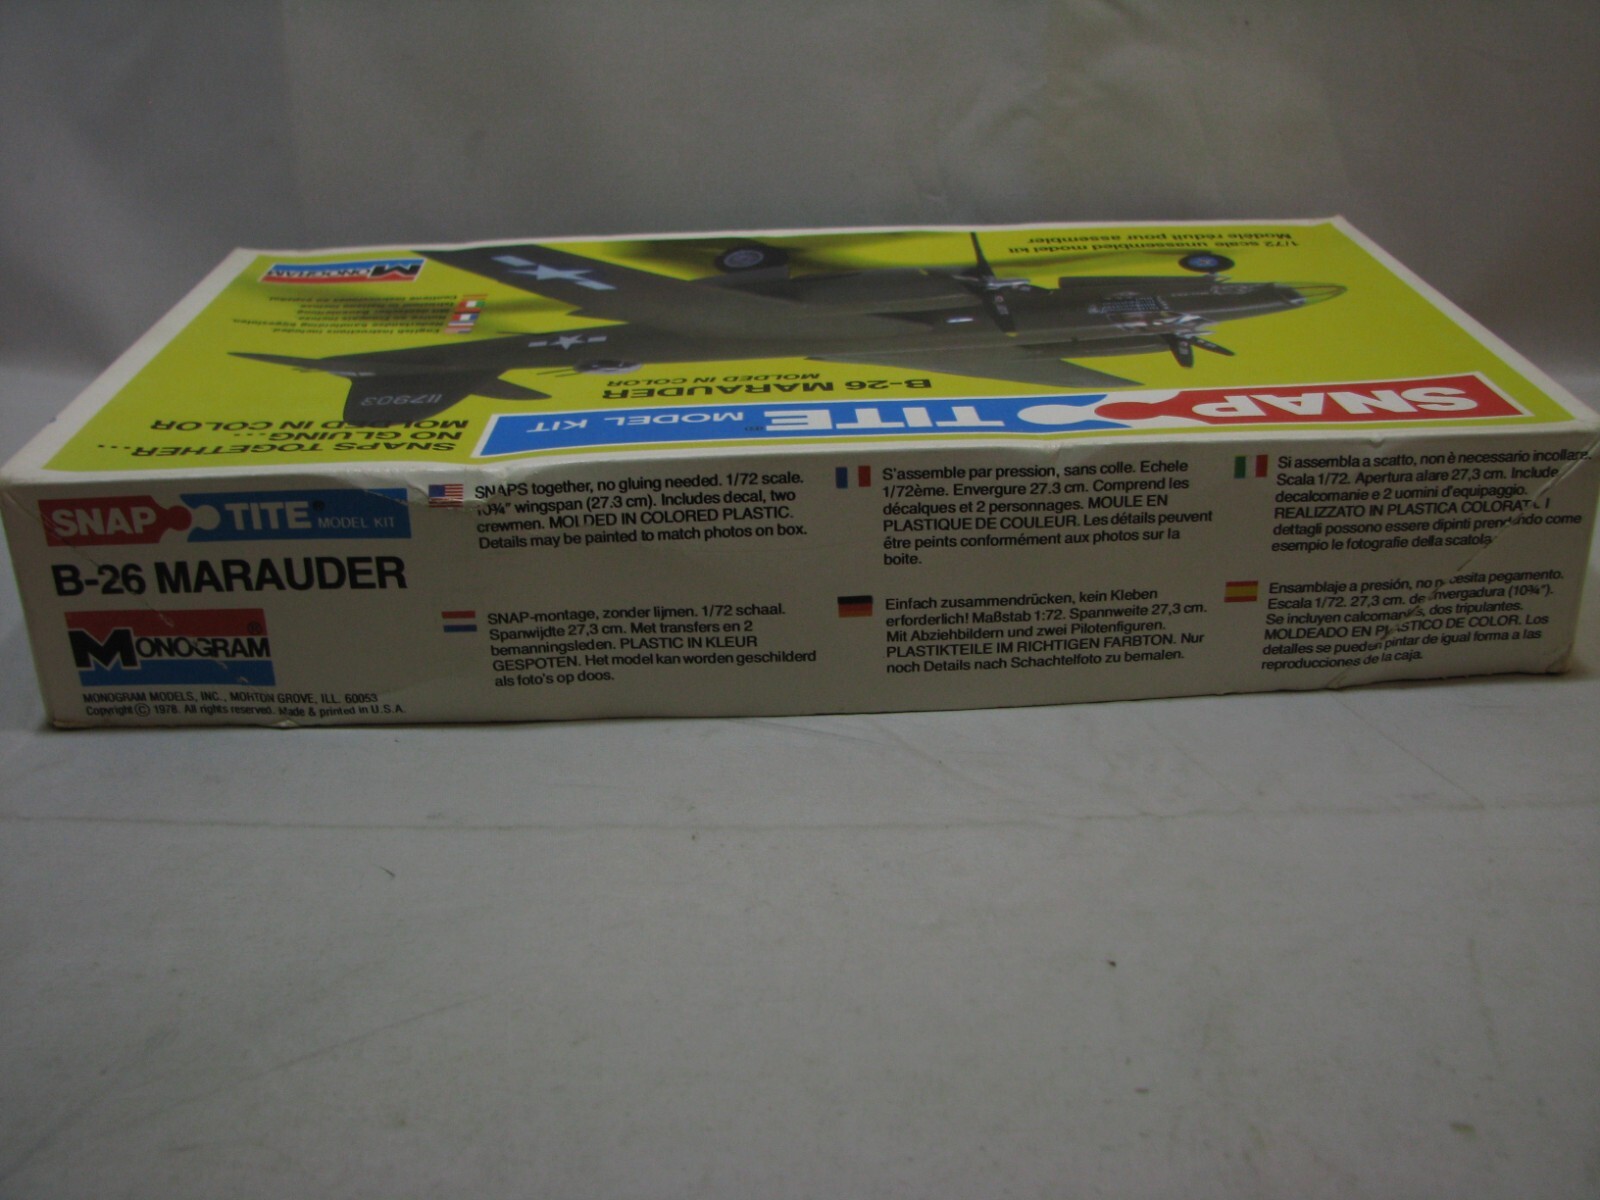 MONOGRAM
English instructions included
1/72 scale unassembled model kit
Modèle réduit pour assembler
117903
B-26 MARAUDER
MOLDED IN COLOR
SNAP TITE MODEL KIT
SNAPS TOGETHER...
NO GLUING...
MOLDED IN COLOR
SNAP TITE MODEL KIT
B-26 MARAUDER
MONOGRAM®
MONOGRAM MODELS, INC., MORTON GROVE, ILL. 60053
Copyright © 1978. All rights reserved. Made & printed in U.S.A.
SNAPS together, no gluing needed. 1/72 scale.
10¾" wingspan (27.3 cm). Includes decal, two
crewmen. MOLDED IN COLORED PLASTIC.
Details may be painted to match photos on box.
SNAP-montage, zonder lijmen. 1/72 schaal.
Spanwijdte 27,3 cm. Met transfers en 2
bemanningsleden. PLASTIC IN KLEUR
GESPOTEN. Het model kan worden geschilderd
als foto's op doos.
S'assemble par pression, sans colle. Echele
1/72ème. Envergure 27.3 cm. Comprend les
décalques et 2 personnages. MOULE EN
PLASTIQUE DE COULEUR. Les détails peuvent
être peints conformément aux photos sur la
boite.
Einfach zusammendrücken, kein Kleben
erforderlich! Maßstab 1:72. Spannweite 27,3 cm.
Mit Abziehbildern und zwei Pilotenfiguren.
PLASTIKTEILE IM RICHTIGEN FARBTON. Nur
noch Details nach Schachtelfoto zu bemalen.
Si assembla a scatto, non è necessario incollare.
Scala 1/72. Apertura alare 27,3 cm. Include
decalcomanie e 2 uomini d'equipaggio.
REALIZZATO IN PLASTICA COLORATA. I
dettagli possono essere dipinti prendendo come
esempio le fotografie della scatola.
Ensamblaje a presión, no necesita pegamento.
Escala 1/72. 27,3 cm. de envergadura (10¾").
Se incluyen calcomanías, dos tripulantes.
MOLDEADO EN PLASTICO DE COLOR. Los
detalles se pueden pintar de igual forma a las
reproducciones de la caja.